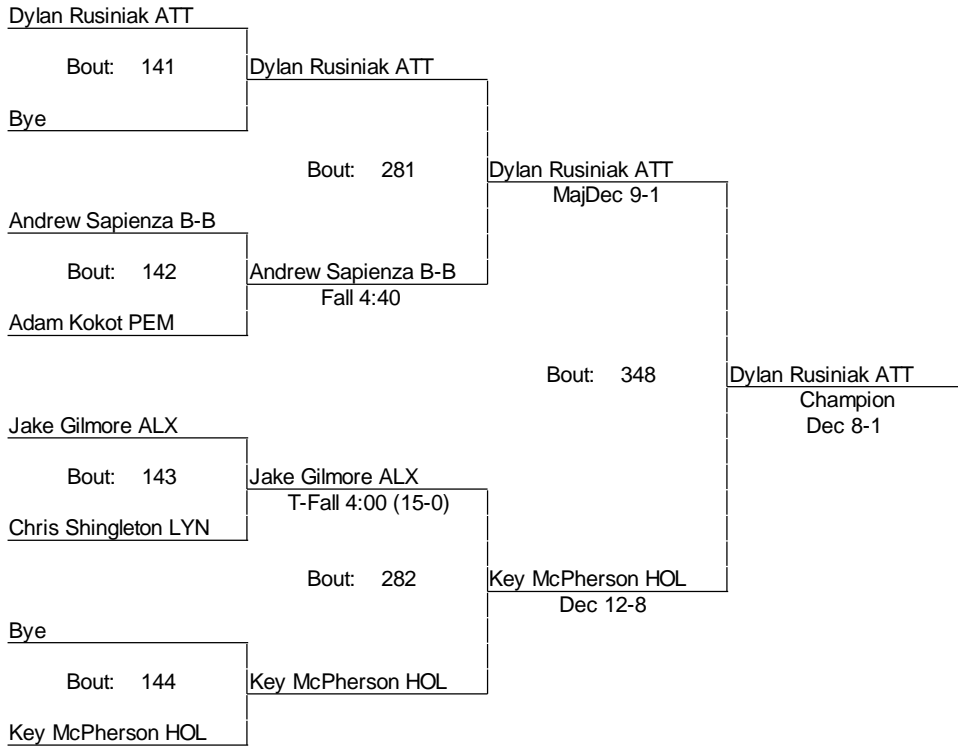 Dylan Rusiniak ATT
Bout: 141
Dylan Rusiniak ATT
Bye
Bout: 281
Dylan Rusiniak ATT
MajDec 9-1
Andrew Sapienza B-B
Bout: 142
Andrew Sapienza B-B
Fall 4:40
Adam Kokot PEM
Bout: 348
Dylan Rusiniak ATT
Champion
Dec 8-1
Jake Gilmore ALX
Bout: 143
Jake Gilmore ALX
T-Fall 4:00 (15-0)
Chris Shingleton LYN
Bout: 282
Key McPherson HOL
Dec 12-8
Bye
Bout: 144
Key McPherson HOL
Key McPherson HOL